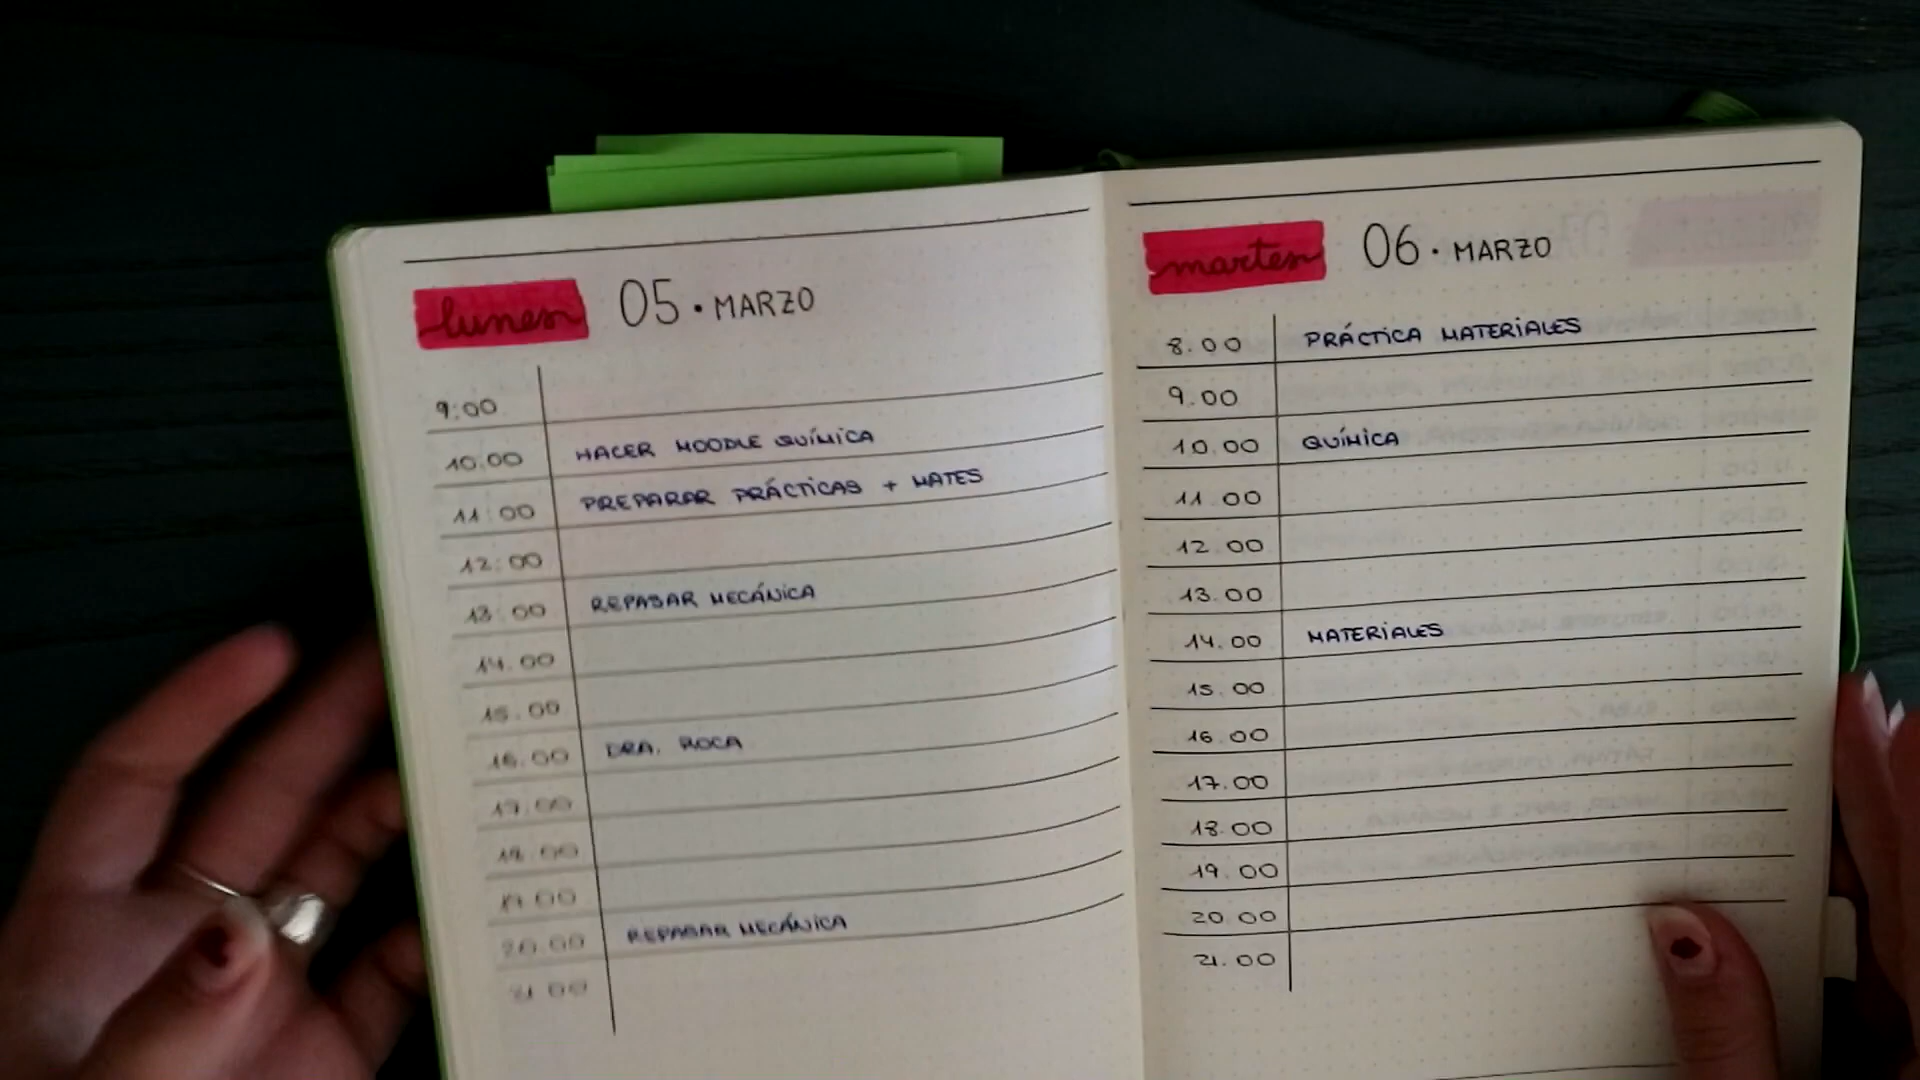 lunes 05 · MARZO
9:00
10:00 HACER MOODLE QUÍMICA
11:00 PREPARAR PRÁCTICAS + MATES
12:00
13:00 REPASAR MECÁNICA
14.00
15.00
16.00 DRA. ROCA
17:00
18.00
19.00
20.00 REPASAR MECÁNICA
21.00
martes 06 · MARZO
8.00 PRÁCTICA MATERIALES
9.00
10.00 QUÍMICA
11.00
12.00
13.00
14.00 MATERIALES
15.00
16.00
17.00
18.00
19.00
20.00
21.00